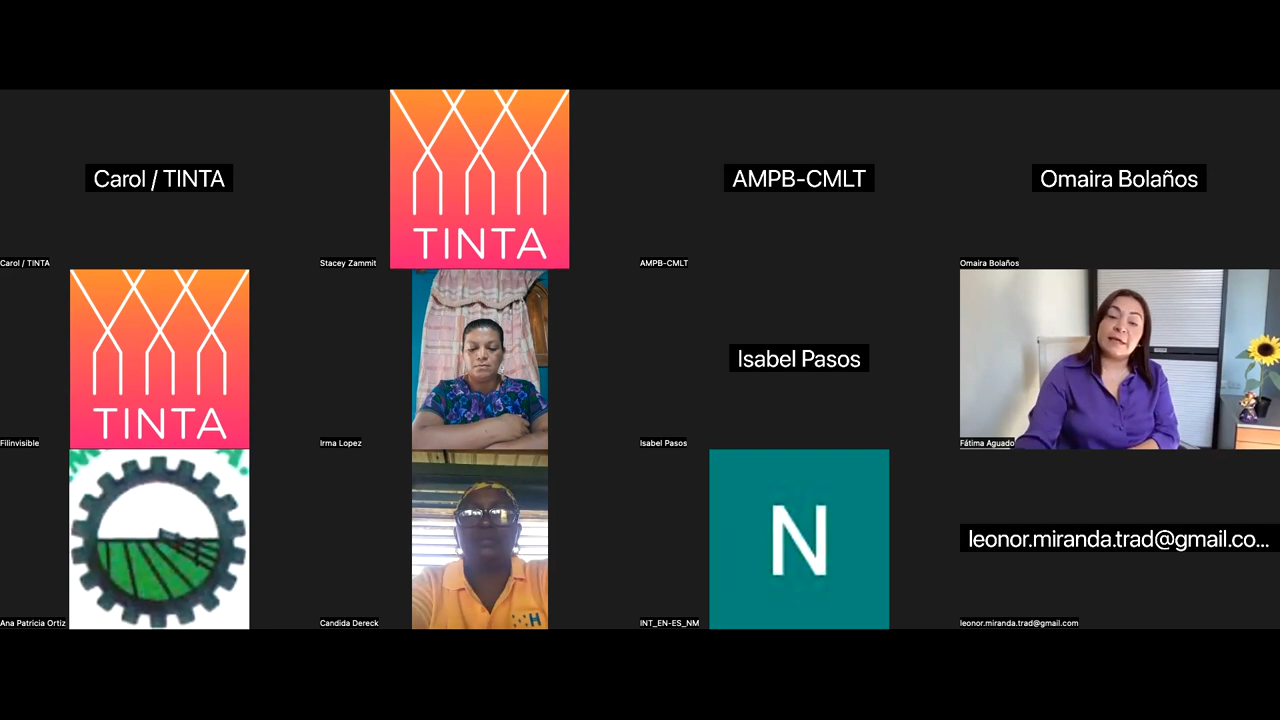 Carol / TINTA
Carol / TINTA
TINTA
Stacey Zammit
AMPB-CMLT
AMPB-CMLT
Omaira Bolaños
Omaira Bolaños
TINTA
Filinvisible
Irma Lopez
Isabel Pasos
Isabel Pasos
Fátima Aguado
Ana Patricia Ortiz
H
Candida Dereck
N
INT_EN-ES_NM
leonor.miranda.trad@gmail.co...
leonor.miranda.trad@gmail.com